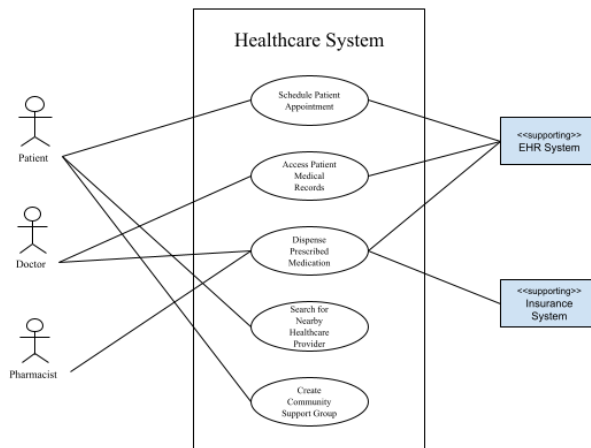 Healthcare System
Schedule Patient
Appointment
Patient
<<supporting>>
EHR System
Access Patient
Medical
Records
Doctor
Dispense
Prescribed
Medication
<<supporting>>
Insurance
System
Search for
Nearby
Healthcare
Provider
Pharmacist
Create
Community
Support Group